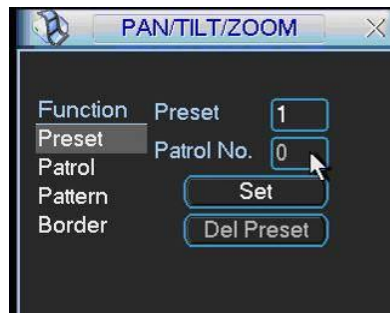 PAN/TILT/ZOOM
Function
Preset
Patrol
Pattern
Border
Preset 1
Patrol No. 0
Set
Del Preset